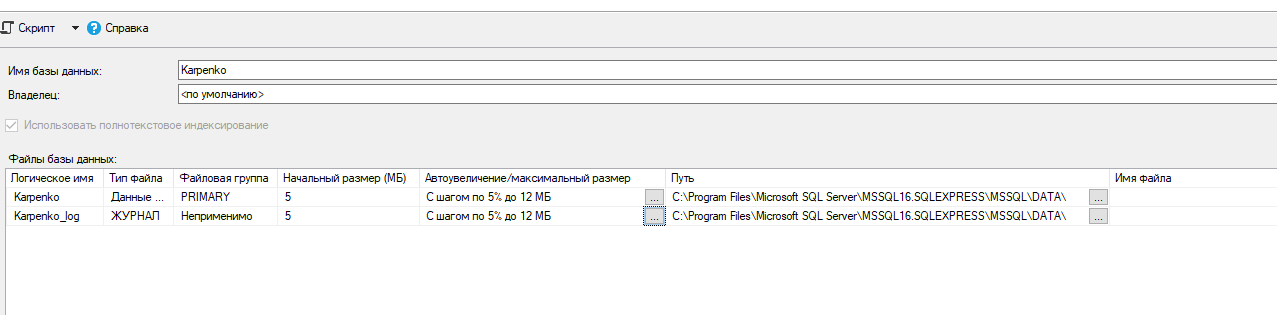 Скрипт Справка
Имя базы данных: Karpenko
Владелец: <по умолчанию>
Использовать полнотекстовое индексирование
Файлы базы данных:
Логическое имя Тип файла Файловая группа Начальный размер (МБ) Автоувеличение/максимальный размер Путь Имя файла
Karpenko Данные ... PRIMARY 5 С шагом по 5% до 12 МБ ... C:\Program Files\Microsoft SQL Server\MSSQL16.SQLEXPRESS\MSSQL\DATA\ ...
Karpenko_log ЖУРНАЛ Неприменимо 5 С шагом по 5% до 12 МБ ... C:\Program Files\Microsoft SQL Server\MSSQL16.SQLEXPRESS\MSSQL\DATA\ ...